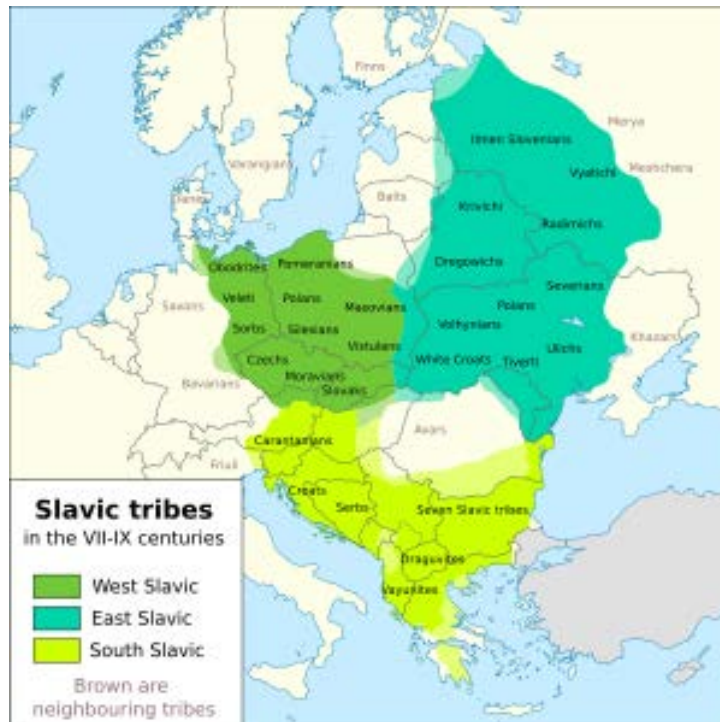 Finns
Ilmen Slovenians
Merya
Meshchera
Vyatichi
Varangians
Danes
Balts
Krivichi
Radimichs
Dregowichs
Obodrites
Pomeranians
Severians
Veleti
Polans
Masovians
Polans
Saxons
Sorbs
Silesians
Volhynians
Vistulans
Ulichs
Khazars
Czechs
White Croats
Tiverti
Bavarians
Moravians
Slovaks
Avars
Carantanians
Friuli
Croats
Serbs
Seven Slavic tribes
Draguvites
Vayunites
Slavic tribes
in the VII-IX centuries
West Slavic
East Slavic
South Slavic
Brown are
neighbouring tribes